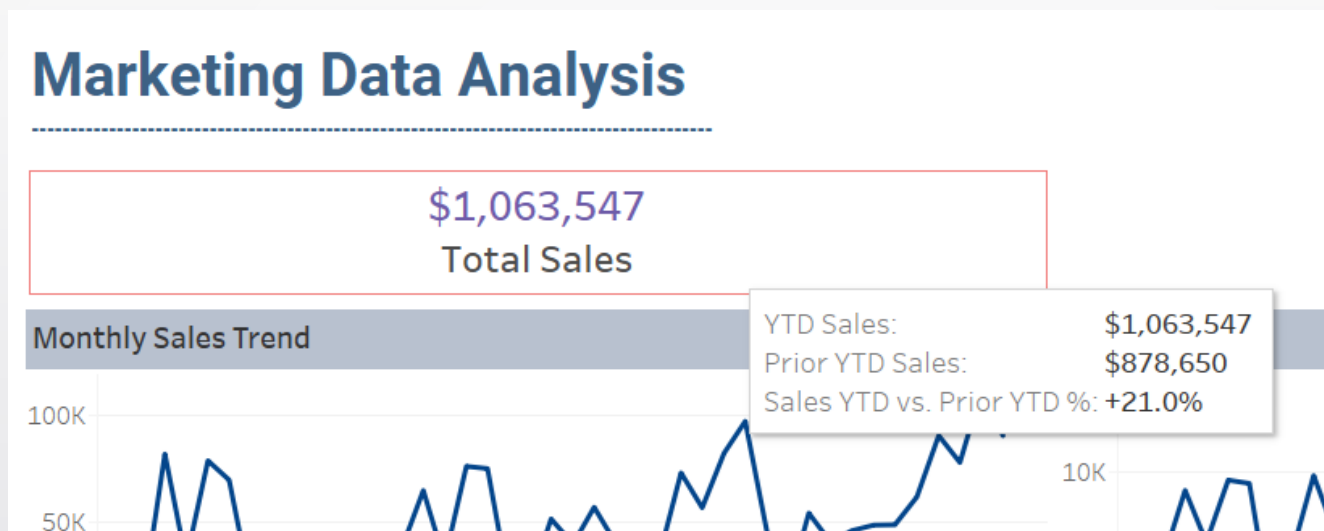 Marketing Data Analysis
$1,063,547
Total Sales
Monthly Sales Trend
YTD Sales: $1,063,547
Prior YTD Sales: $878,650
Sales YTD vs. Prior YTD %: +21.0%
100K
10K
50K